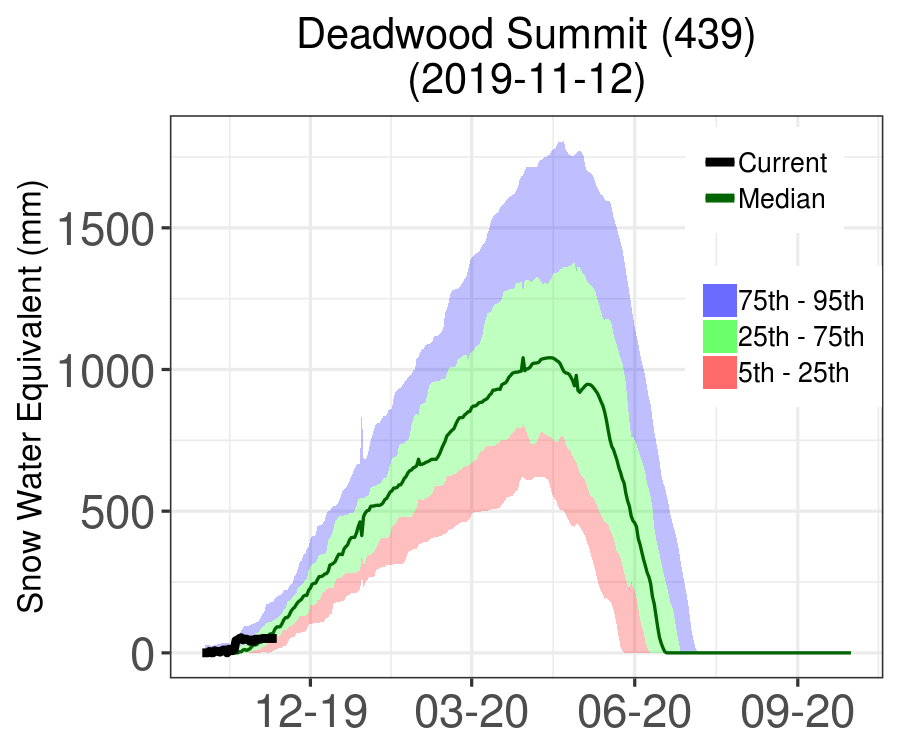 Deadwood Summit (439)
(2019-11-12)
Snow Water Equivalent (mm)
1500
1000
500
0
12-19
03-20
06-20
09-20
Current
Median
75th - 95th
25th - 75th
5th - 25th